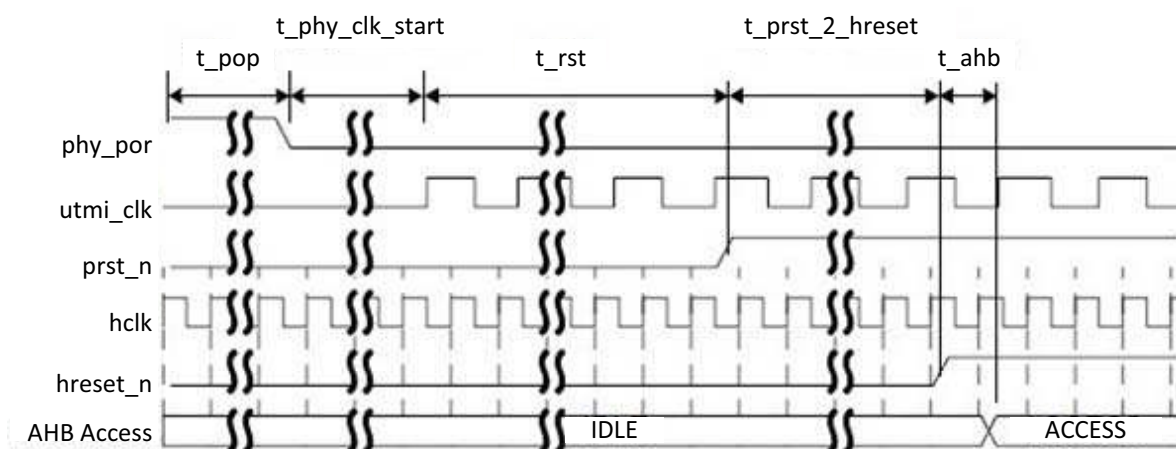 t_phy_clk_start
t_prst_2_hreset
t_pop
t_rst
t_ahb
phy_por
utmi_clk
prst_n
hclk
hreset_n
AHB Access
IDLE
ACCESS